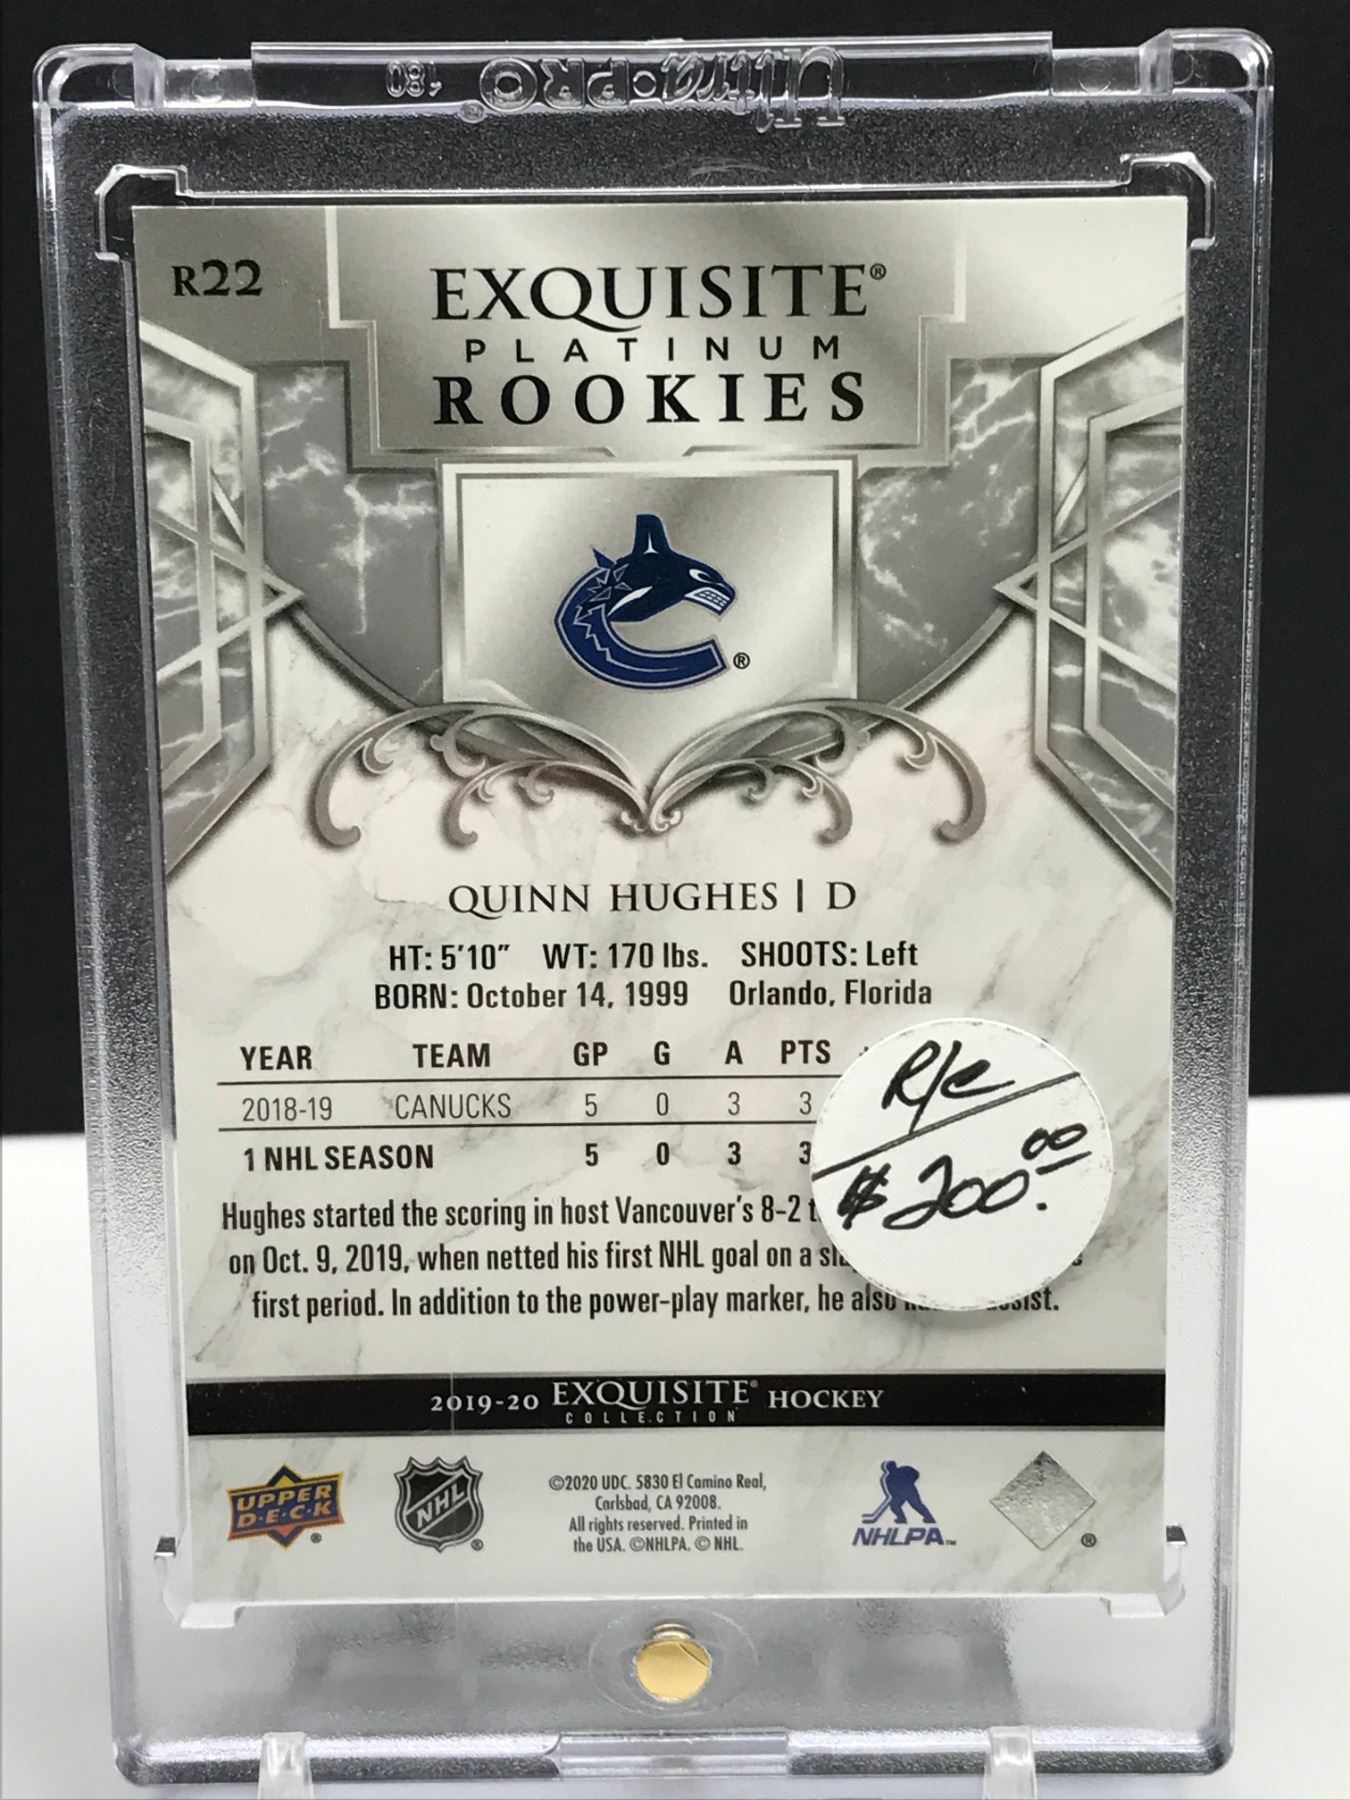 Ultra·PRO® 180
R22
EXQUISITE®
PLATINUM
ROOKIES
®
QUINN HUGHES | D
HT: 5'10" WT: 170 lbs. SHOOTS: Left
BORN: October 14, 1999 Orlando, Florida
YEAR TEAM GP G A PTS
2018-19 CANUCKS 5 0 3 3
1 NHL SEASON 5 0 3 3
R/C
$200.00
Hughes started the scoring in host Vancouver's 8-2
on Oct. 9, 2019, when netted his first NHL goal on a
first period. In addition to the power-play marker, he also
2019-20 EXQUISITE® HOCKEY
COLLECTION
UPPER
D·E·C·K
®
NHL
®
©2020 UDC. 5830 El Camino Real,
Carlsbad, CA 92008.
All rights reserved. Printed in
the USA. ©NHLPA. © NHL.
NHLPA™
®